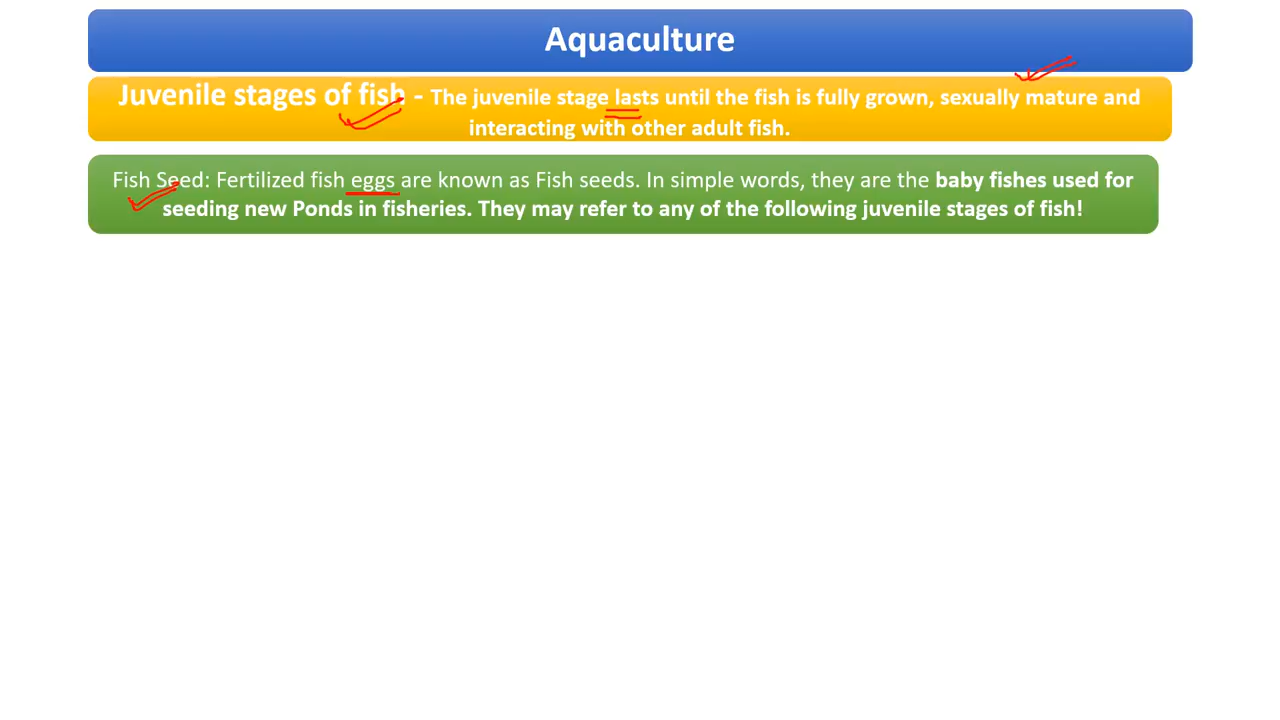 Aquaculture
Juvenile stages of fish - The juvenile stage lasts until the fish is fully grown, sexually mature and
interacting with other adult fish.
Fish Seed: Fertilized fish eggs are known as Fish seeds. In simple words, they are the baby fishes used for
seeding new Ponds in fisheries. They may refer to any of the following juvenile stages of fish!